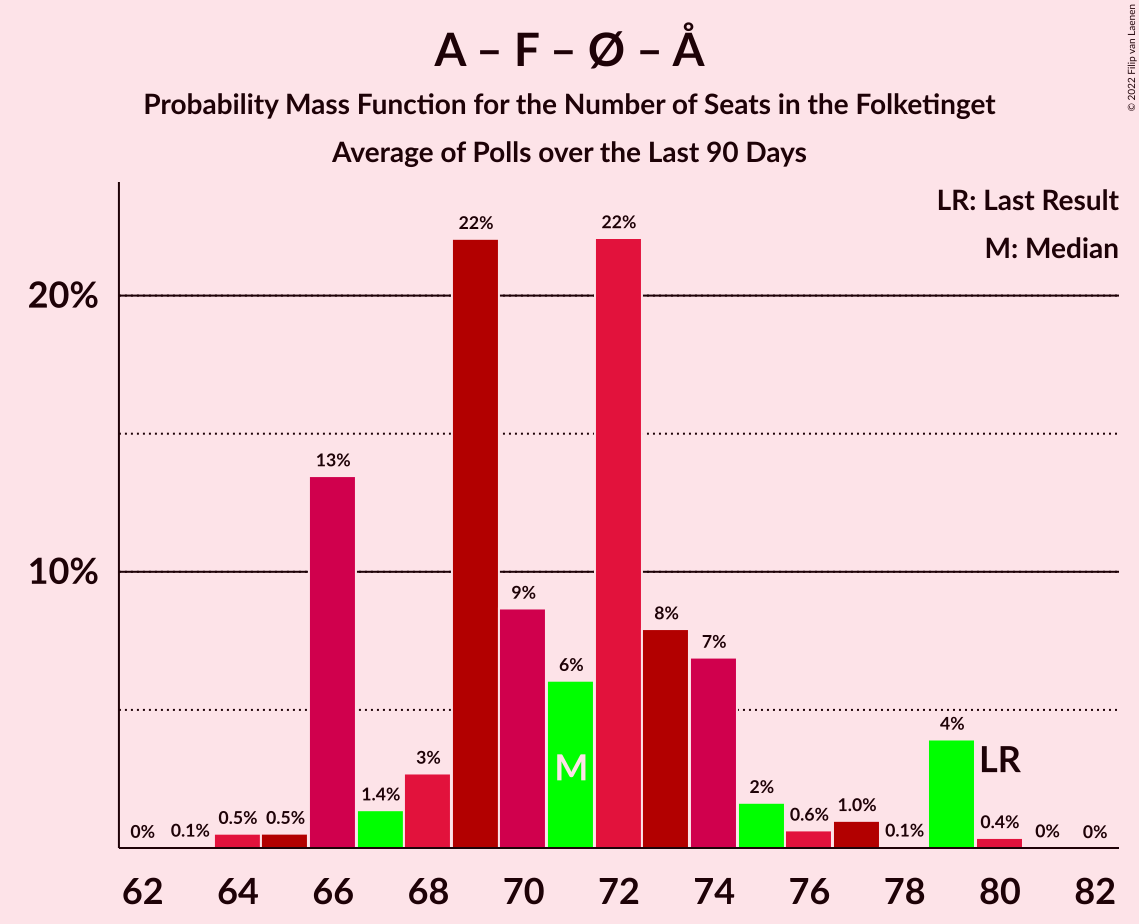 A – F – Ø – Å
Probability Mass Function for the Number of Seats in the Folketinget
Average of Polls over the Last 90 Days
© 2022 Filip van Laenen
LR: Last Result
M: Median
20%
10%
0%
0.1%
0.5%
0.5%
13%
1.4%
3%
22%
9%
6%
22%
8%
7%
2%
0.6%
1.0%
0.1%
4%
0.4%
0%
0%
M
LR
62 64 66 68 70 72 74 76 78 80 82